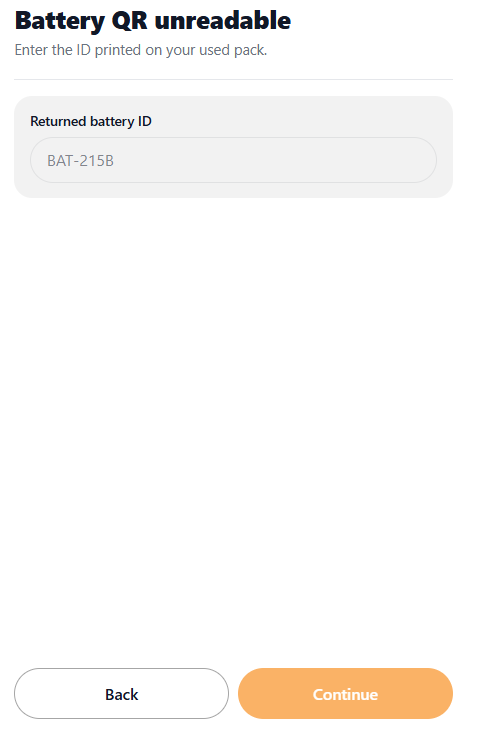 Battery QR unreadable
Enter the ID printed on your used pack.
Returned battery ID
BAT-215B
Back
Continue